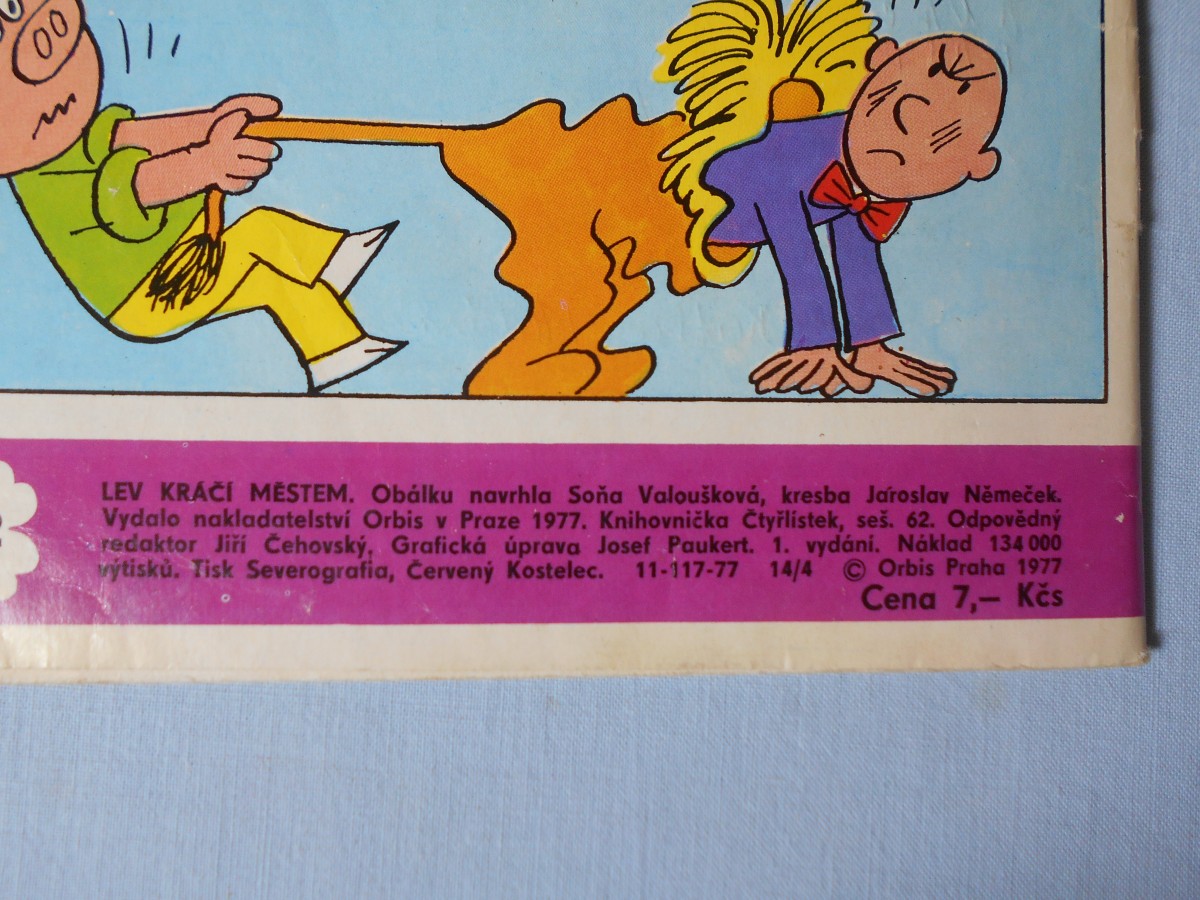 LEV KRÁČÍ MĚSTEM. Obálku navrhla Soňa Valoušková, kresba Jaroslav Němeček.
Vydalo nakladatelství Orbis v Praze 1977. Knihovnička Čtyřlístek, seš. 62. Odpovědný
redaktor Jiří Čehovský. Grafická úprava Josef Paukert. 1. vydání. Náklad 134 000
výtisků. Tisk Severografia, Červený Kostelec. 11-117-77 14/4 © Orbis Praha 1977
Cena 7,— Kčs